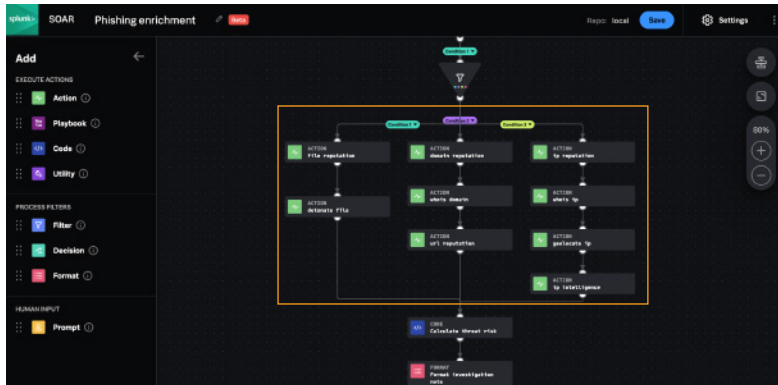 splunk>
SOAR
Phishing enrichment
Beta
Repo: local
Save
Settings
Add
EXECUTE ACTIONS
Action
Playbook
Code
Utility
PROCESS FILTERS
Filter
Decision
Format
HUMAN INPUT
Prompt
Condition 1
Condition 1
Condition 2
Condition 3
ACTION
file reputation
ACTION
domain reputation
ACTION
ip reputation
ACTION
detonate file
ACTION
whois domain
ACTION
whois ip
ACTION
url reputation
ACTION
geolocate ip
ACTION
ip intelligence
CODE
Calculate threat risk
FORMAT
Format investigation
note
80%